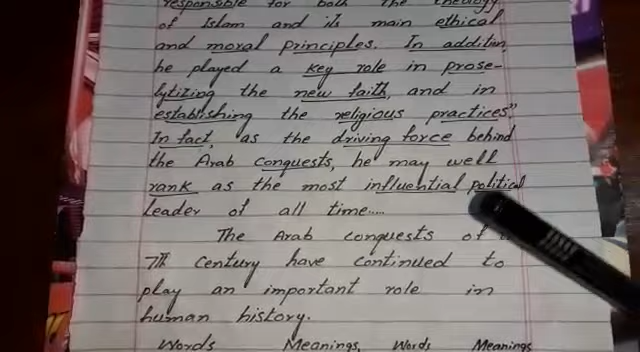 responsible for both the theology
of Islam and its main ethical
and moral principles. In addition
he played a key role in prose-
lytizing the new faith, and in
establishing the religious practices"
In fact, as the driving force behind
the Arab conquests, he may well
rank as the most influential political
leader of all time.....
The Arab conquests of
7th Century have continued to
play an important role in
human history.
Words Meanings, Words Meanings